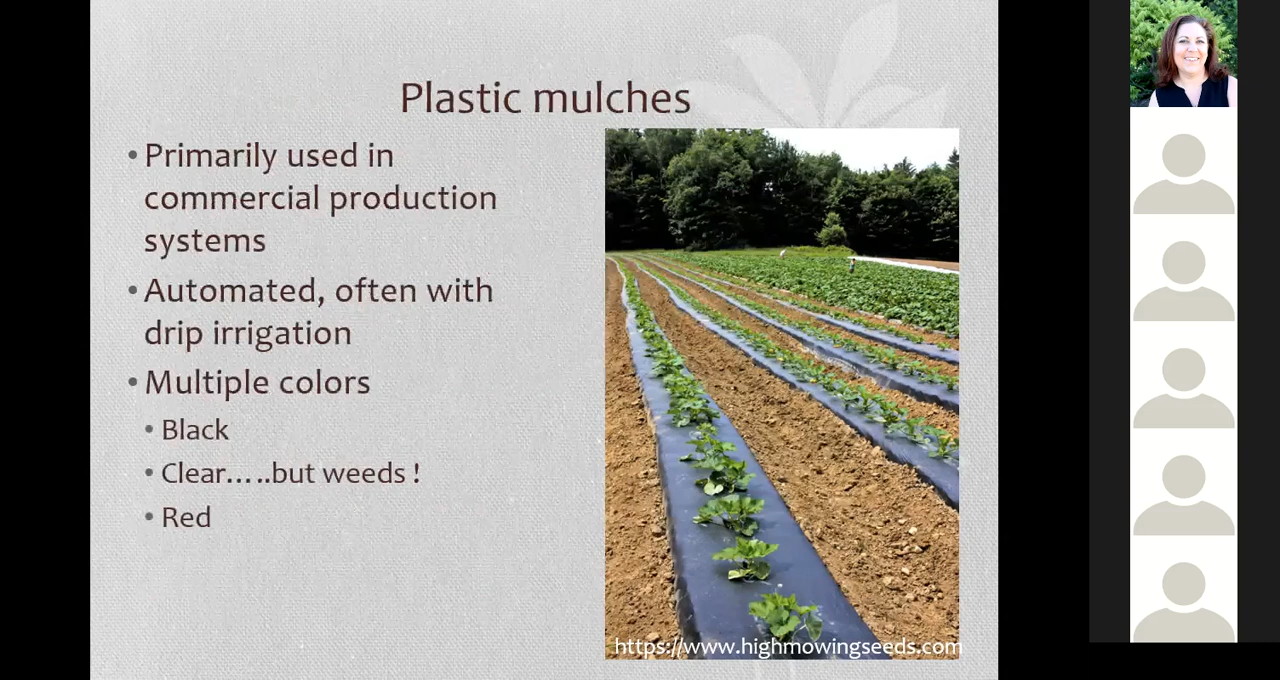 Plastic mulches
• Primarily used in
commercial production
systems
• Automated, often with
drip irrigation
• Multiple colors
• Black
• Clear…..but weeds !
• Red
https://www.highmowingseeds.com